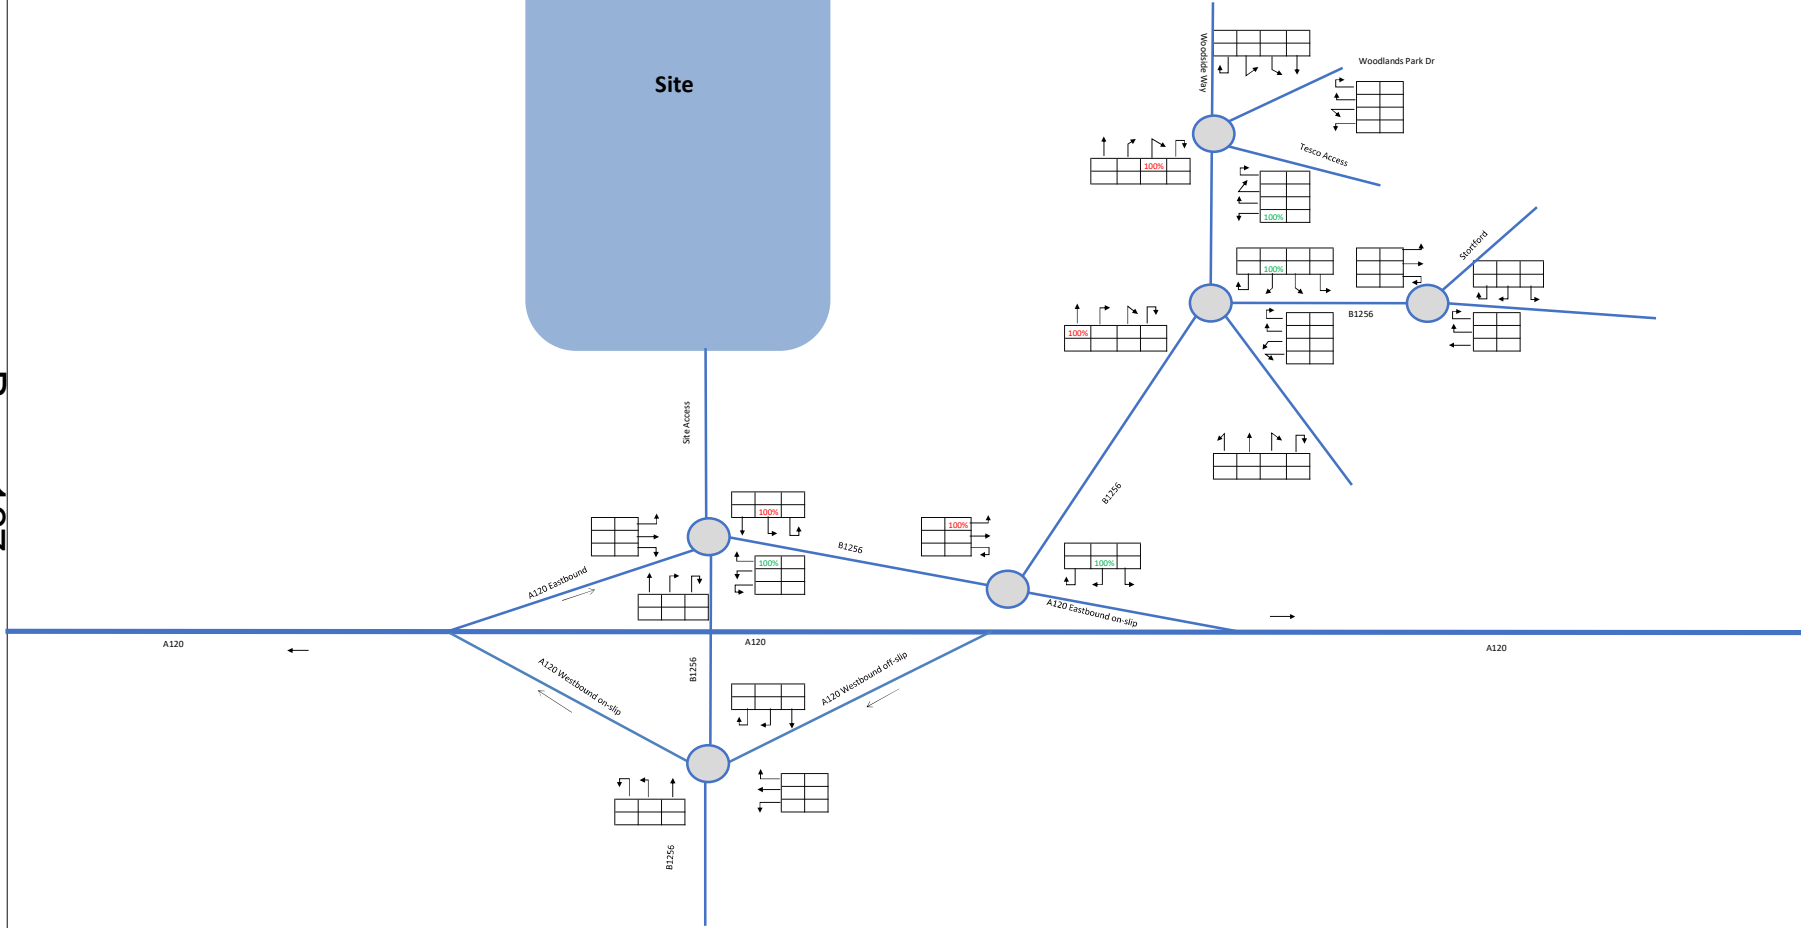 Woodside Way
Woodlands Park Dr
Site
Tesco Access
100%
100%
Stortford
100%
100%
B1256
Site Access
B1256
100%
100%
100%
B1256
100%
A120 Eastbound
A120 Eastbound on-slip
A120
A120
A120
B1256
A120 Westbound on-slip
A120 Westbound off-slip
B1256